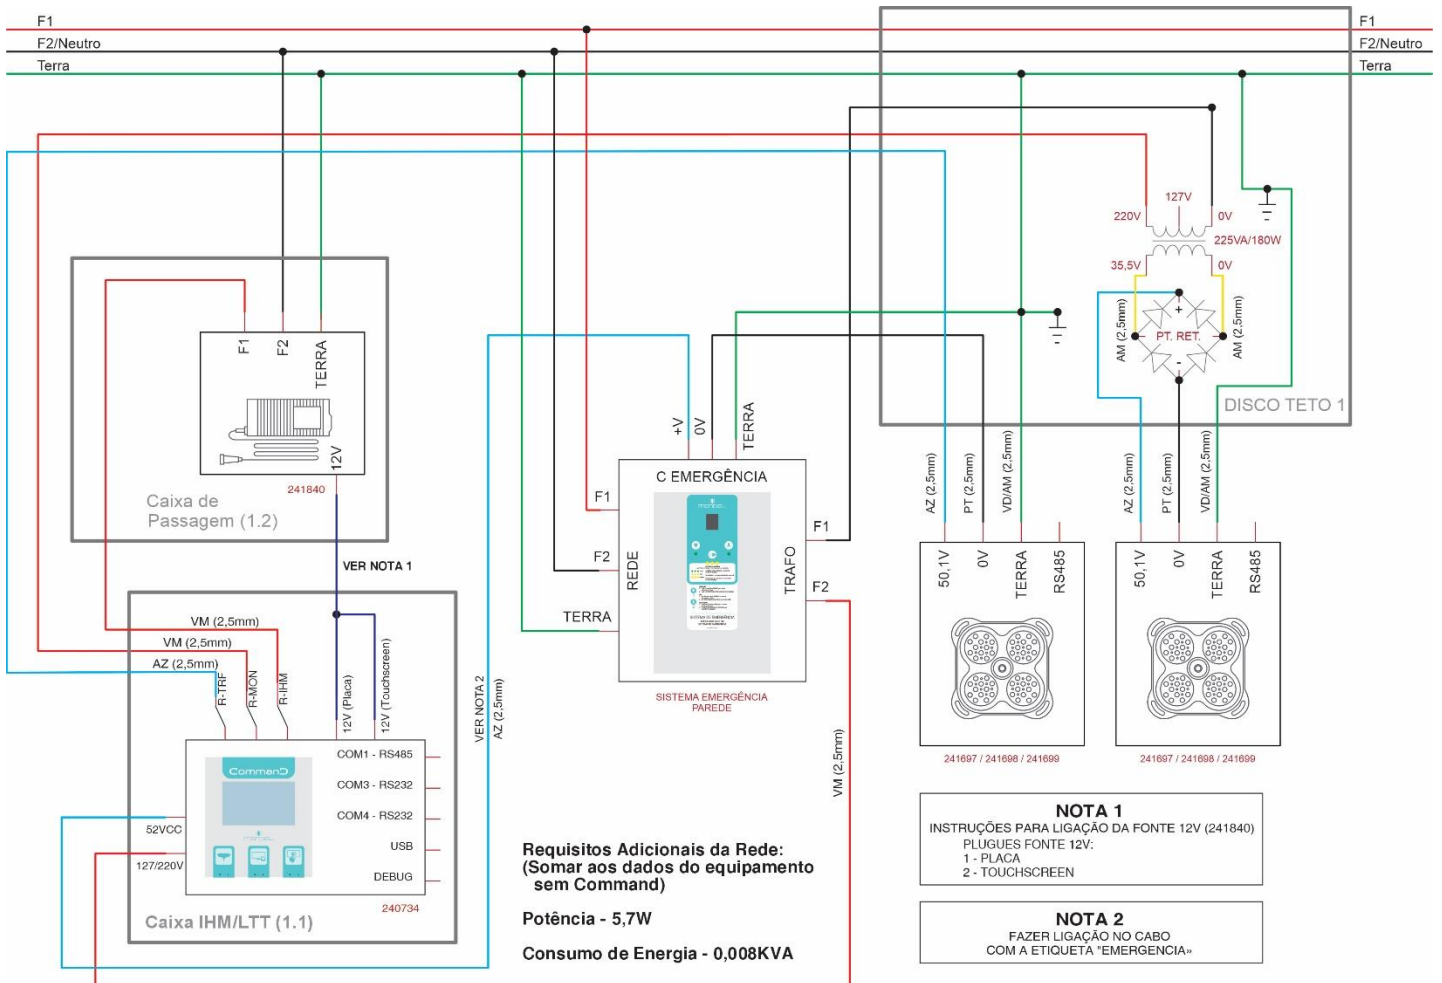 F1
F2/Neutro
Terra
F1
F2/Neutro
Terra
127V
220V
0V
225VA/180W
35,5V
0V
AM (2,5mm)
+
PT. RET.
-
AM (2,5mm)
DISCO TETO 1
F1
F2
TERRA
12V
241840
Caixa de
Passagem (1.2)
VER NOTA 1
+V
0V
TERRA
C EMERGÊNCIA
F1
F2
REDE
TERRA
F1
TRAFO
F2
SISTEMA EMERGÊNCIA
PAREDE
VER NOTA 2
AZ (2,5mm)
VM (2,5mm)
AZ (2,5mm)
PT (2,5mm)
VD/AM (2,5mm)
AZ (2,5mm)
PT (2,5mm)
VD/AM (2,5mm)
50,1V
0V
TERRA
RS485
50,1V
0V
TERRA
RS485
241697 / 241698 / 241699
241697 / 241698 / 241699
VM (2,5mm)
VM (2,5mm)
AZ (2,5mm)
R-TRF
R-MON
R-IHM
12V (Placa)
12V (Touchscreen)
CommanD
COM1 - RS485
COM3 - RS232
COM4 - RS232
USB
DEBUG
52VCC
127/220V
240734
Caixa IHM/LTT (1.1)
Requisitos Adicionais da Rede:
(Somar aos dados do equipamento
sem Command)
Potência - 5,7W
Consumo de Energia - 0,008KVA
NOTA 1
INSTRUÇÕES PARA LIGAÇÃO DA FONTE 12V (241840)
PLUGUES FONTE 12V:
1 - PLACA
2 - TOUCHSCREEN
NOTA 2
FAZER LIGAÇÃO NO CABO
COM A ETIQUETA "EMERGENCIA»